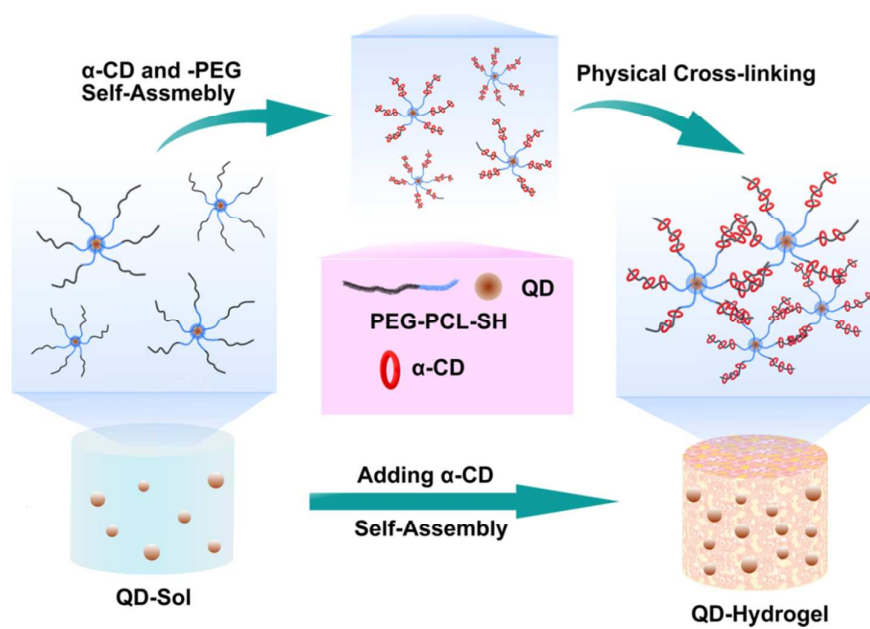 α-CD and -PEG
Self-Assmebly
Physical Cross-linking
QD
PEG-PCL-SH
α-CD
Adding α-CD
Self-Assembly
QD-Sol
QD-Hydrogel